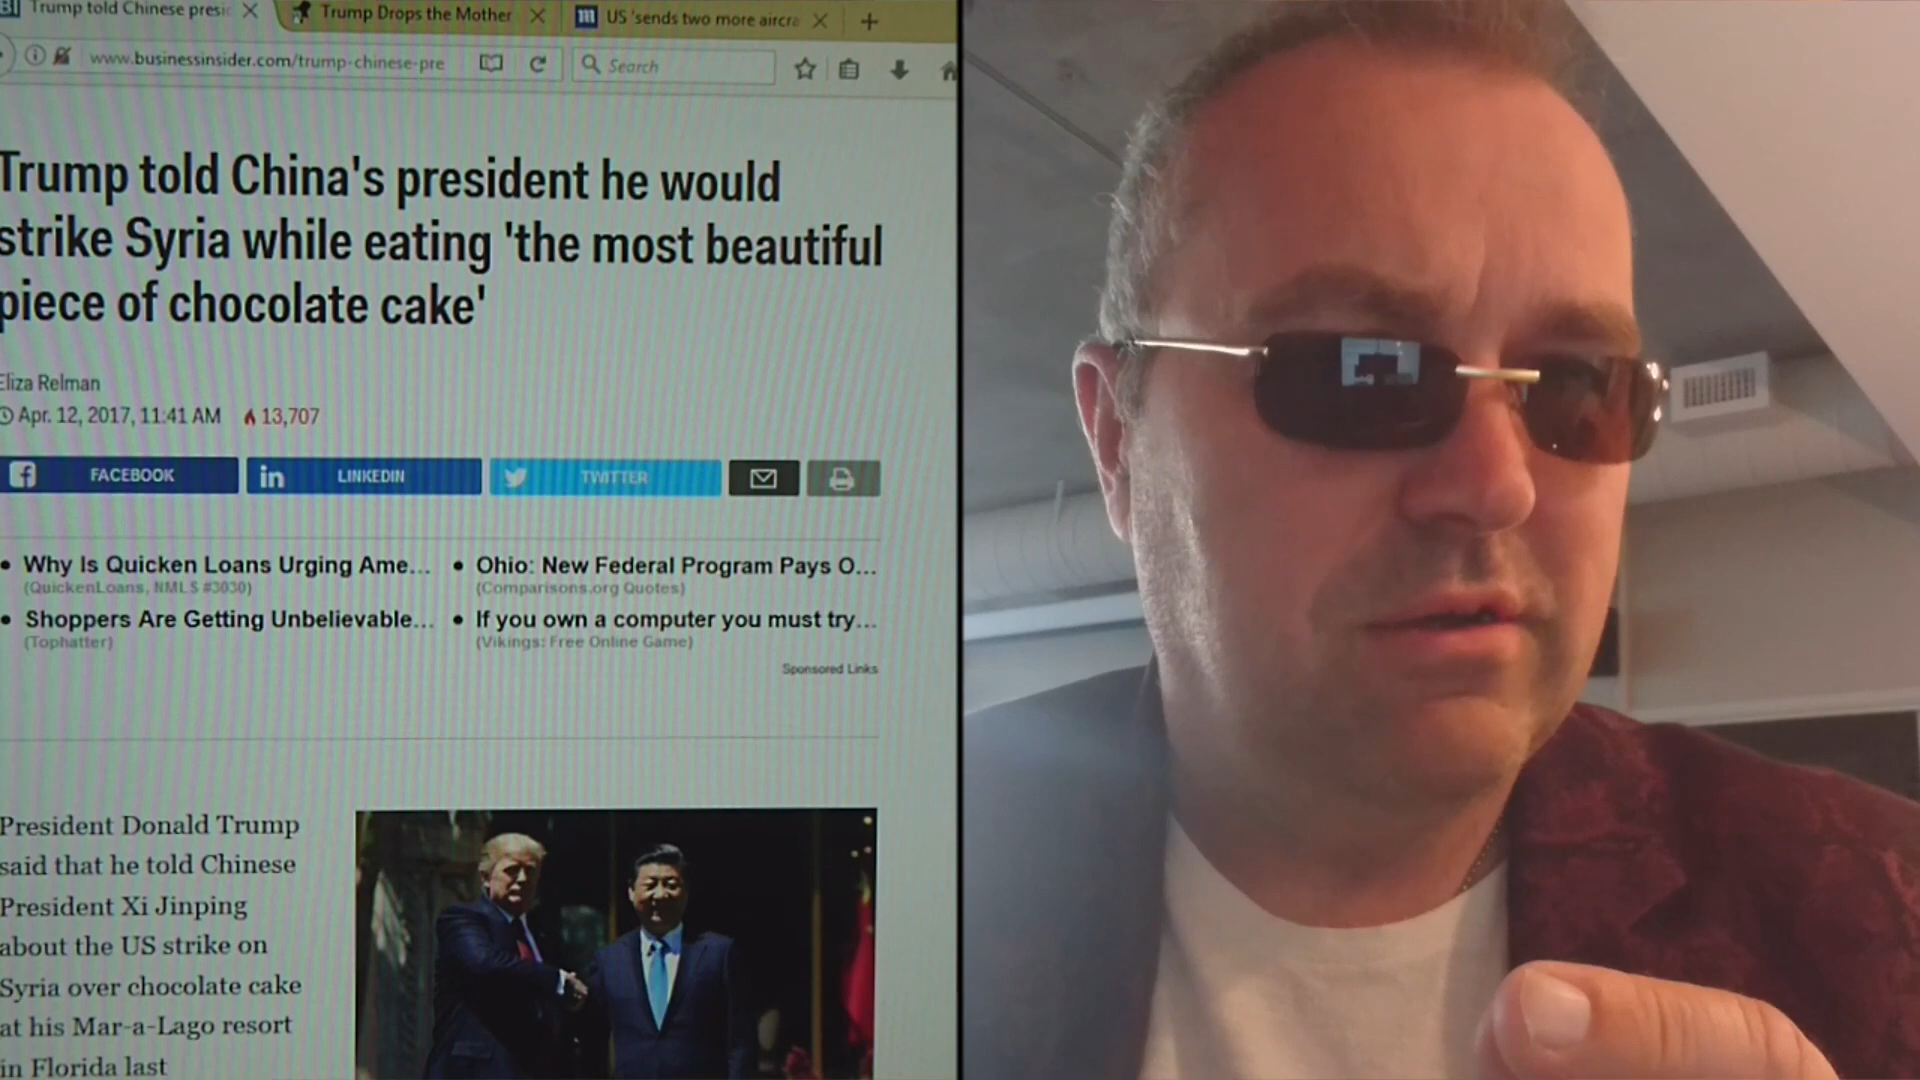 Trump told Chinese presid
Trump Drops the Mother
US 'sends two more aircra
www.businessinsider.com/trump-chinese-pre
Search
Trump told China's president he would
strike Syria while eating 'the most beautiful
piece of chocolate cake'
Eliza Relman
Apr. 12, 2017, 11:41 AM 13,707
FACEBOOK
LINKEDIN
TWITTER
Why Is Quicken Loans Urging Ame...
(QuickenLoans, NMLS #3030)
Shoppers Are Getting Unbelievable...
(Tophatter)
Ohio: New Federal Program Pays O...
(Comparisons.org Quotes)
If you own a computer you must try...
(Vikings: Free Online Game)
Sponsored Links
President Donald Trump
said that he told Chinese
President Xi Jinping
about the US strike on
Syria over chocolate cake
at his Mar-a-Lago resort
in Florida last